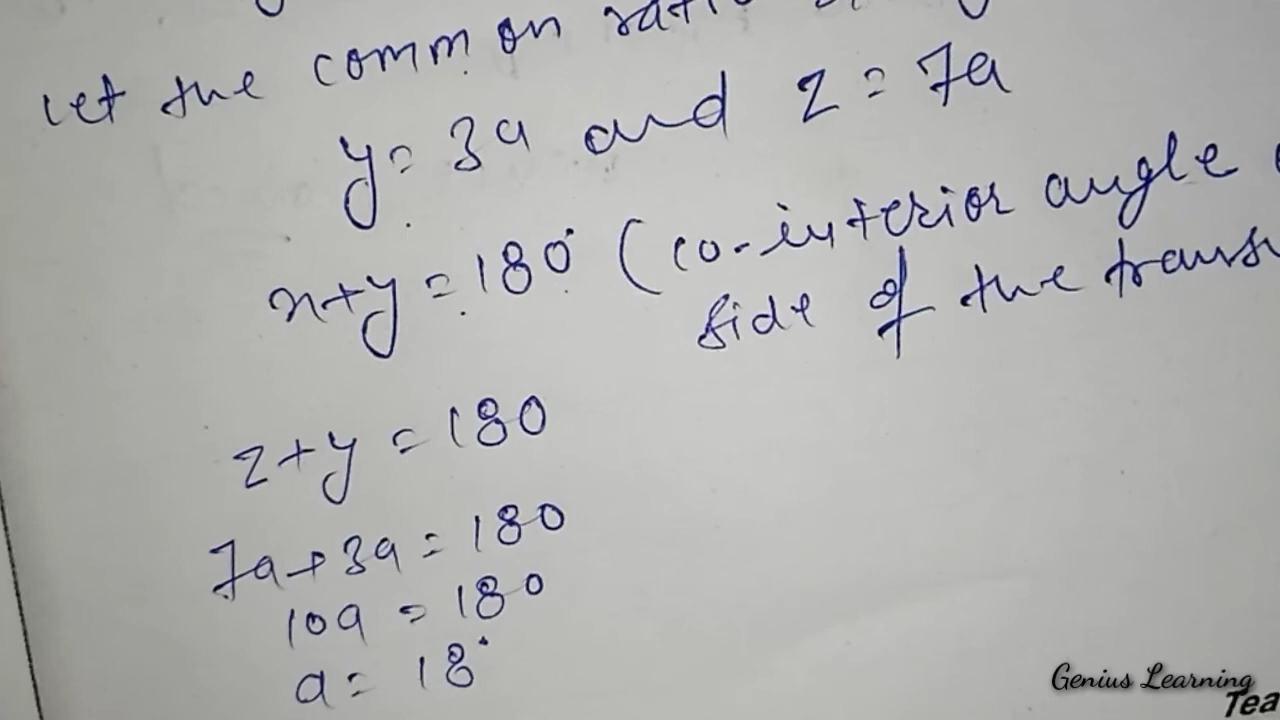 Let the common ratio
y= 3a and z = 7a
x+y = 180° (co-interior angle
side of the
z+y = 180
7a+3a = 180
10a = 180
a = 18°
Genius Learning